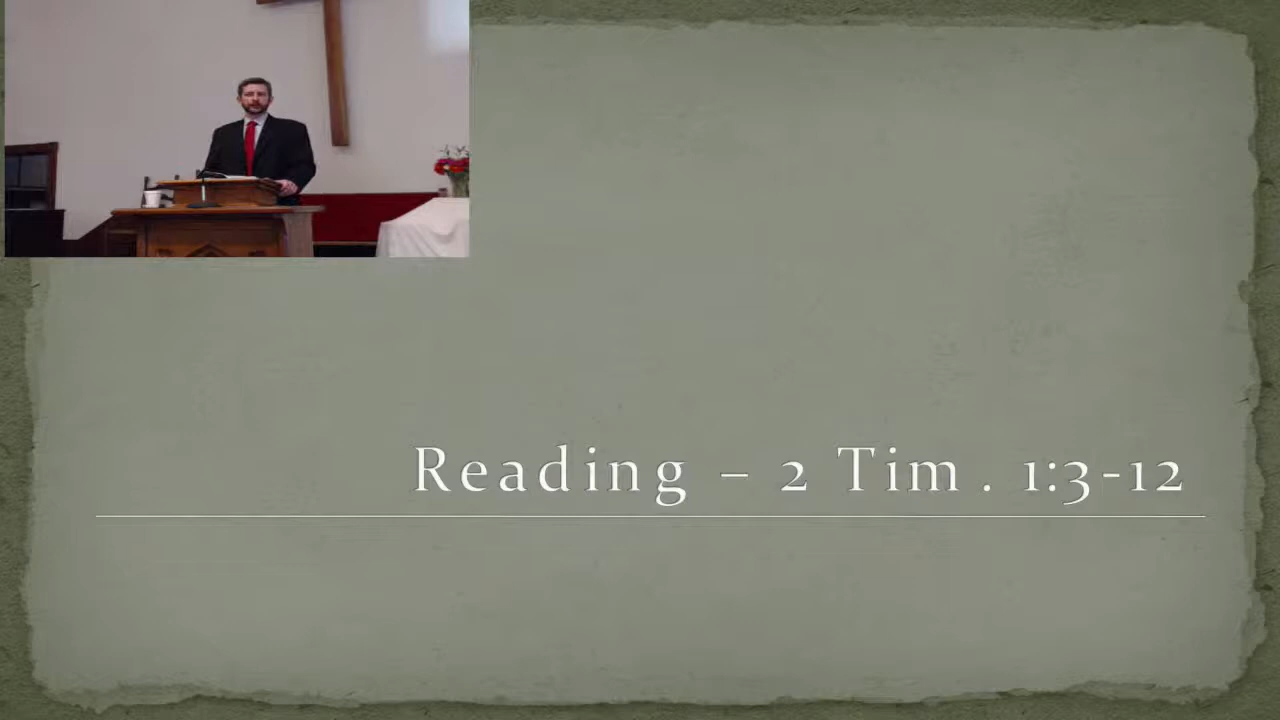 Reading – 2 Tim . 1:3-12